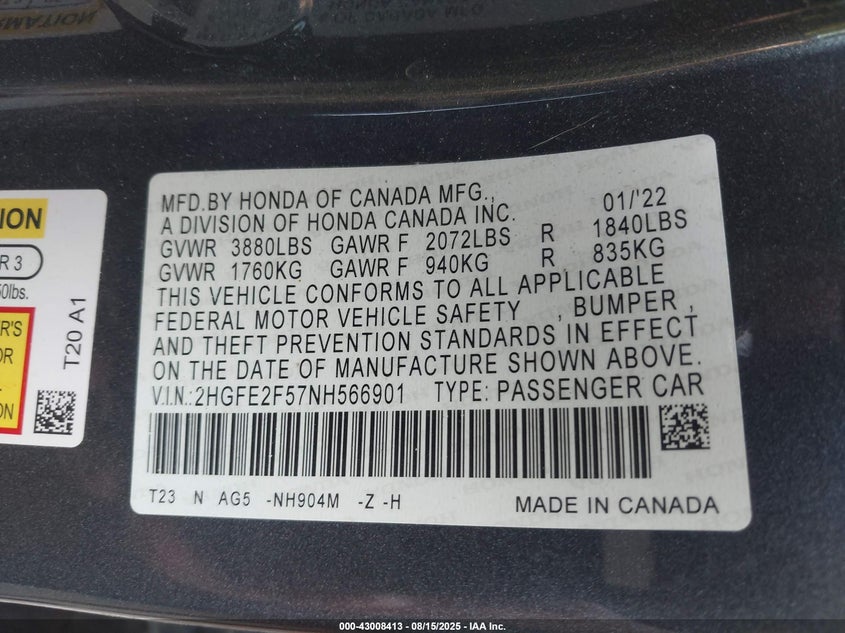 MFD.BY HONDA OF CANADA MFG., 01/'22
A DIVISION OF HONDA CANADA INC.
GVWR 3880LBS GAWR F 2072LBS R 1840LBS
GVWR 1760KG GAWR F 940KG R 835KG
THIS VEHICLE CONFORMS TO ALL APPLICABLE
FEDERAL MOTOR VEHICLE SAFETY , BUMPER ,
AND THEFT PREVENTION STANDARDS IN EFFECT
ON THE DATE OF MANUFACTURE SHOWN ABOVE.
V.I.N.:2HGFE2F57NH566901 TYPE: PASSENGER CAR
T23 N AG5 -NH904M -Z -H MADE IN CANADA
R 3
T20 A1
000-43008413 - 08/15/2025 - IAA Inc.